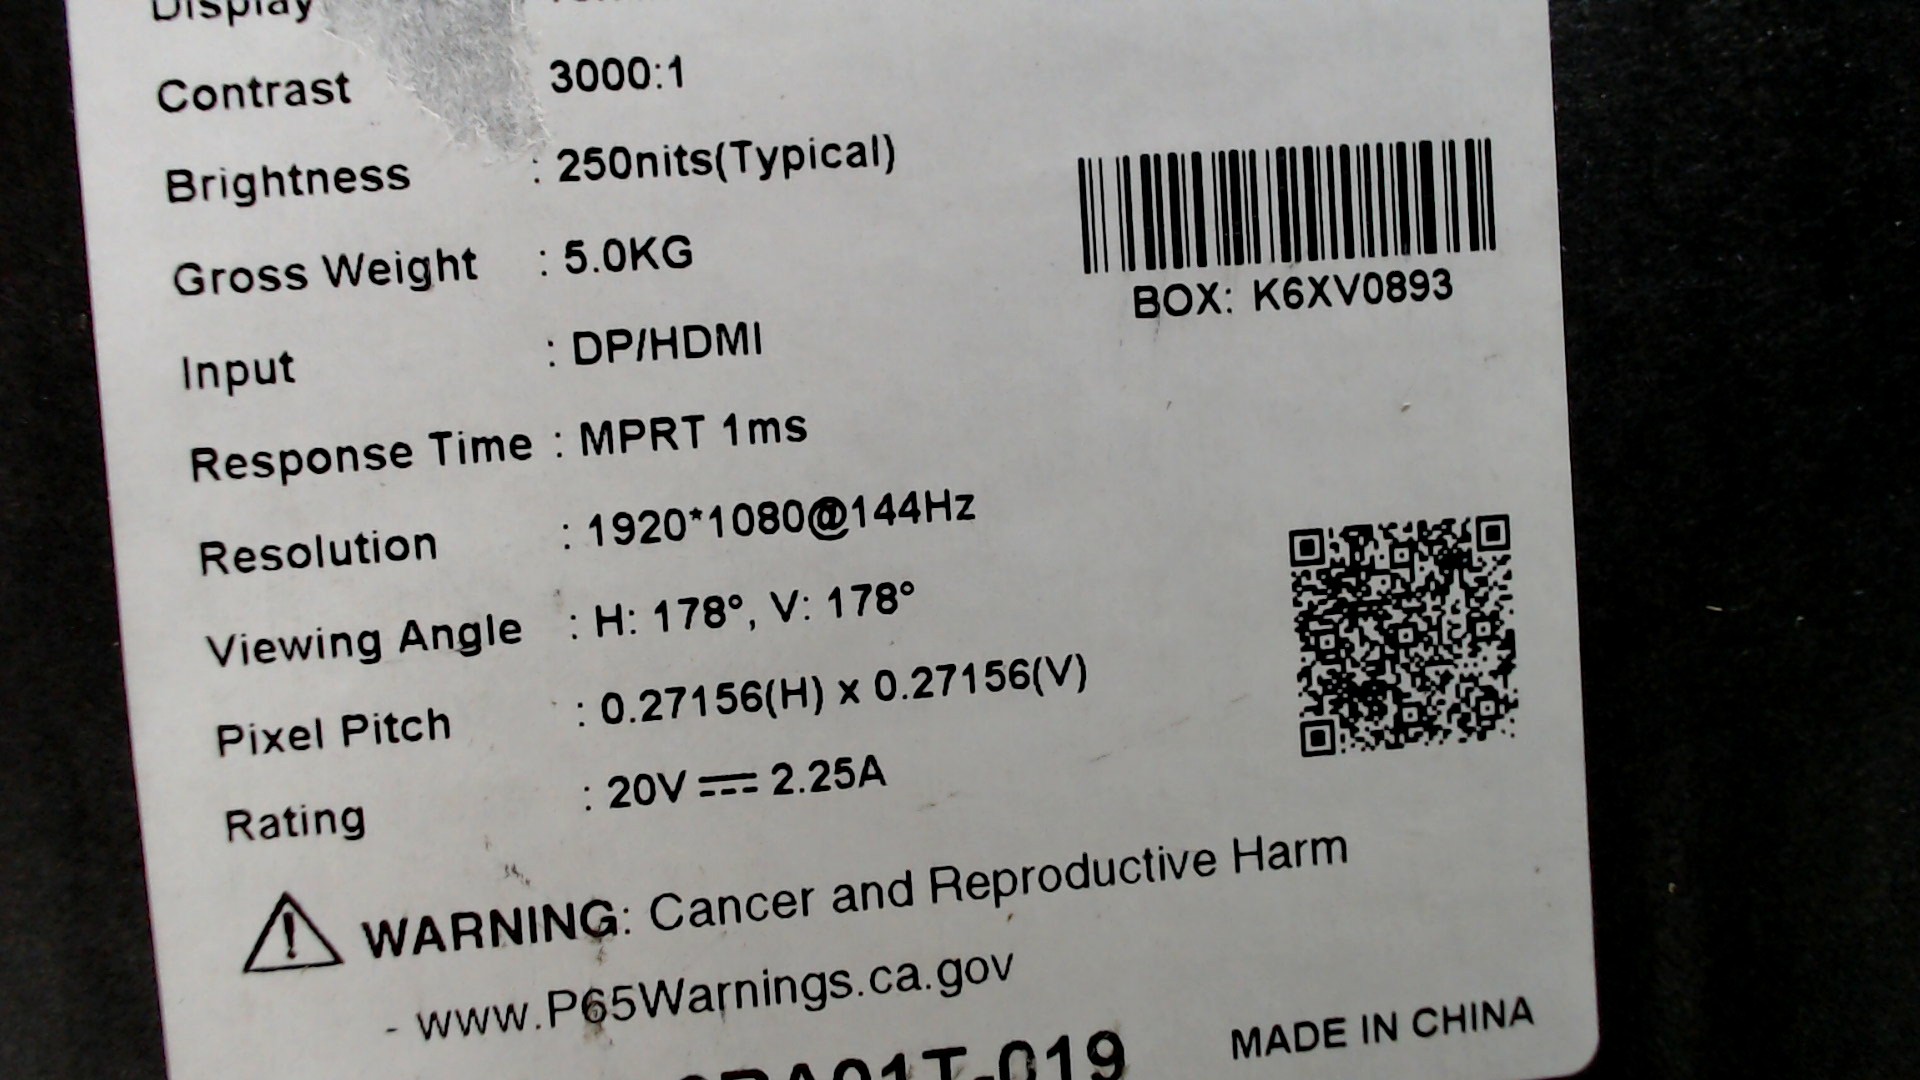 Display
Contrast 3000:1
Brightness : 250nits(Typical)
Gross Weight : 5.0KG
BOX: K6XV0893
Input : DP/HDMI
Response Time : MPRT 1ms
Resolution : 1920*1080@144Hz
Viewing Angle : H: 178°, V: 178°
Pixel Pitch : 0.27156(H) x 0.27156(V)
Rating : 20V ⎓ 2.25A
⚠ WARNING: Cancer and Reproductive Harm
- www.P65Warnings.ca.gov
MADE IN CHINA